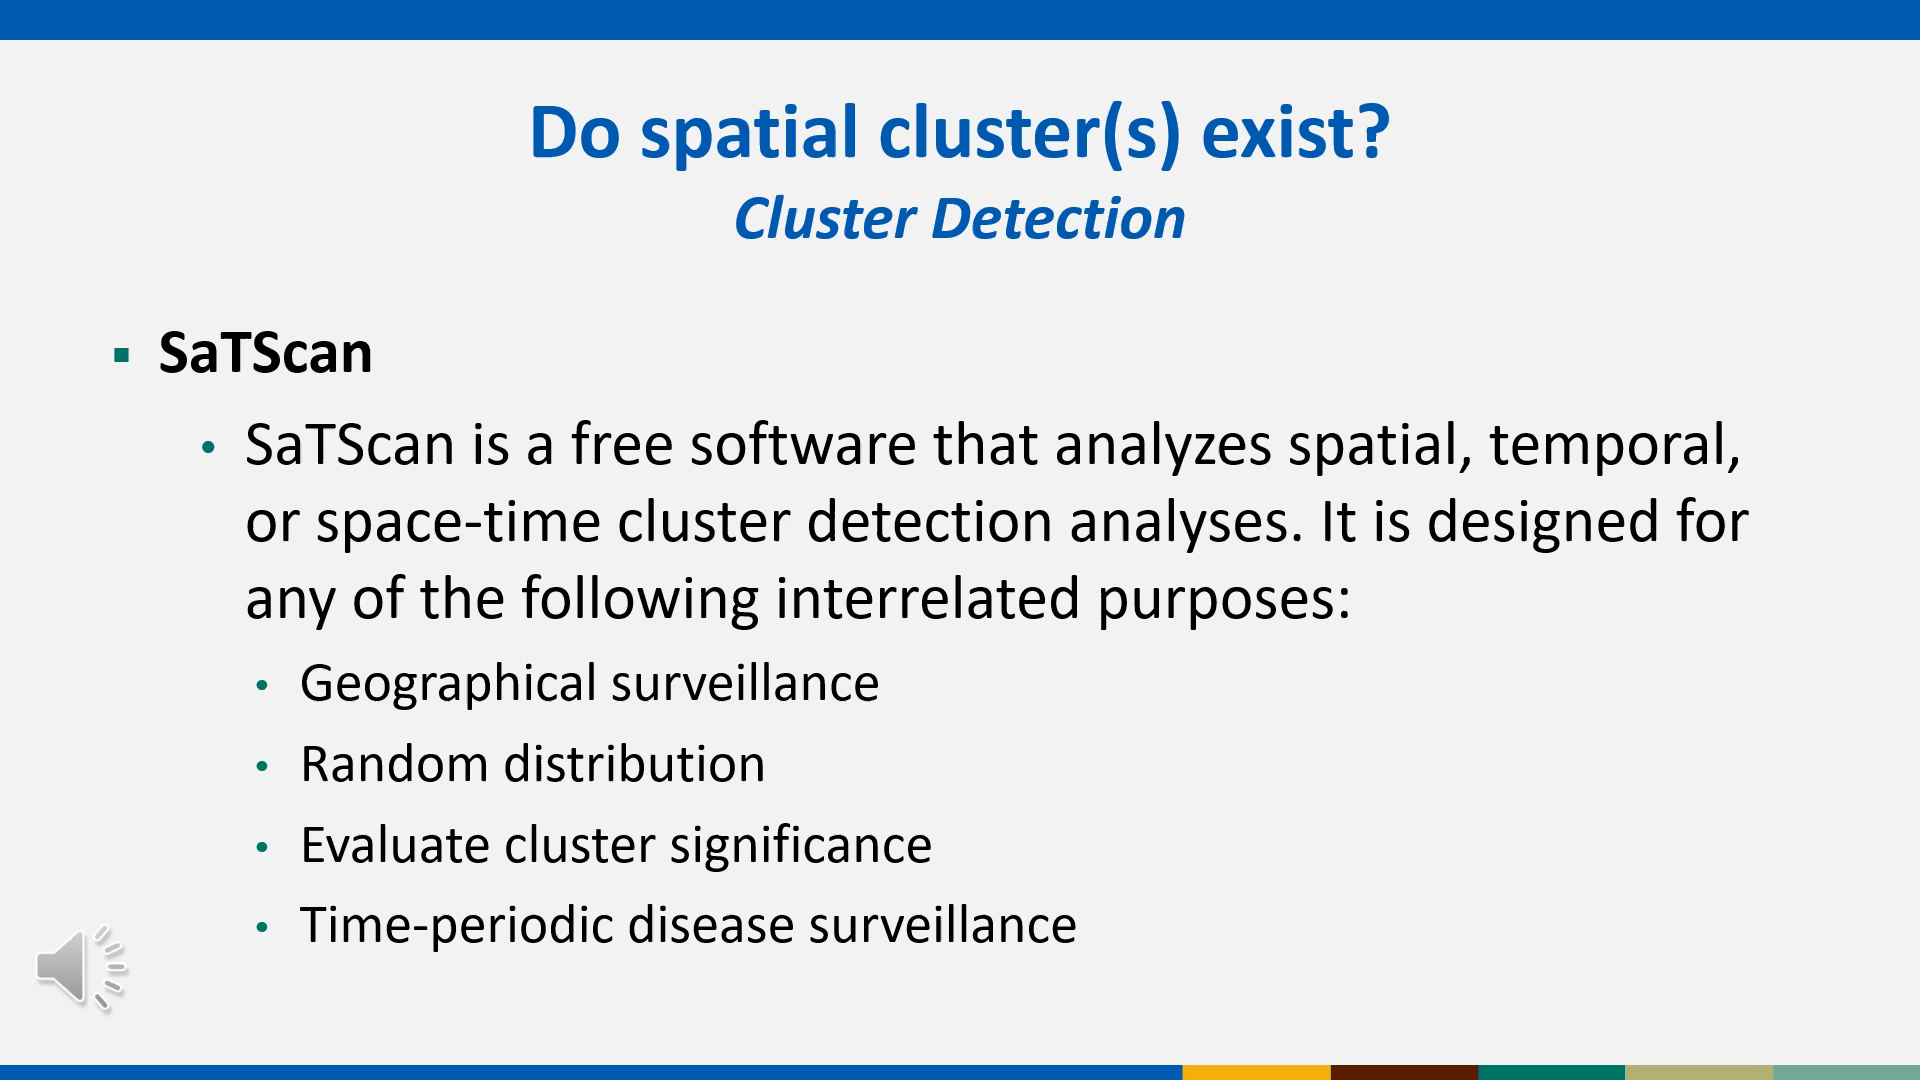 Do spatial cluster(s) exist?
Cluster Detection
▪ SaTScan
• SaTScan is a free software that analyzes spatial, temporal,
or space-time cluster detection analyses. It is designed for
any of the following interrelated purposes:
• Geographical surveillance
• Random distribution
• Evaluate cluster significance
• Time-periodic disease surveillance